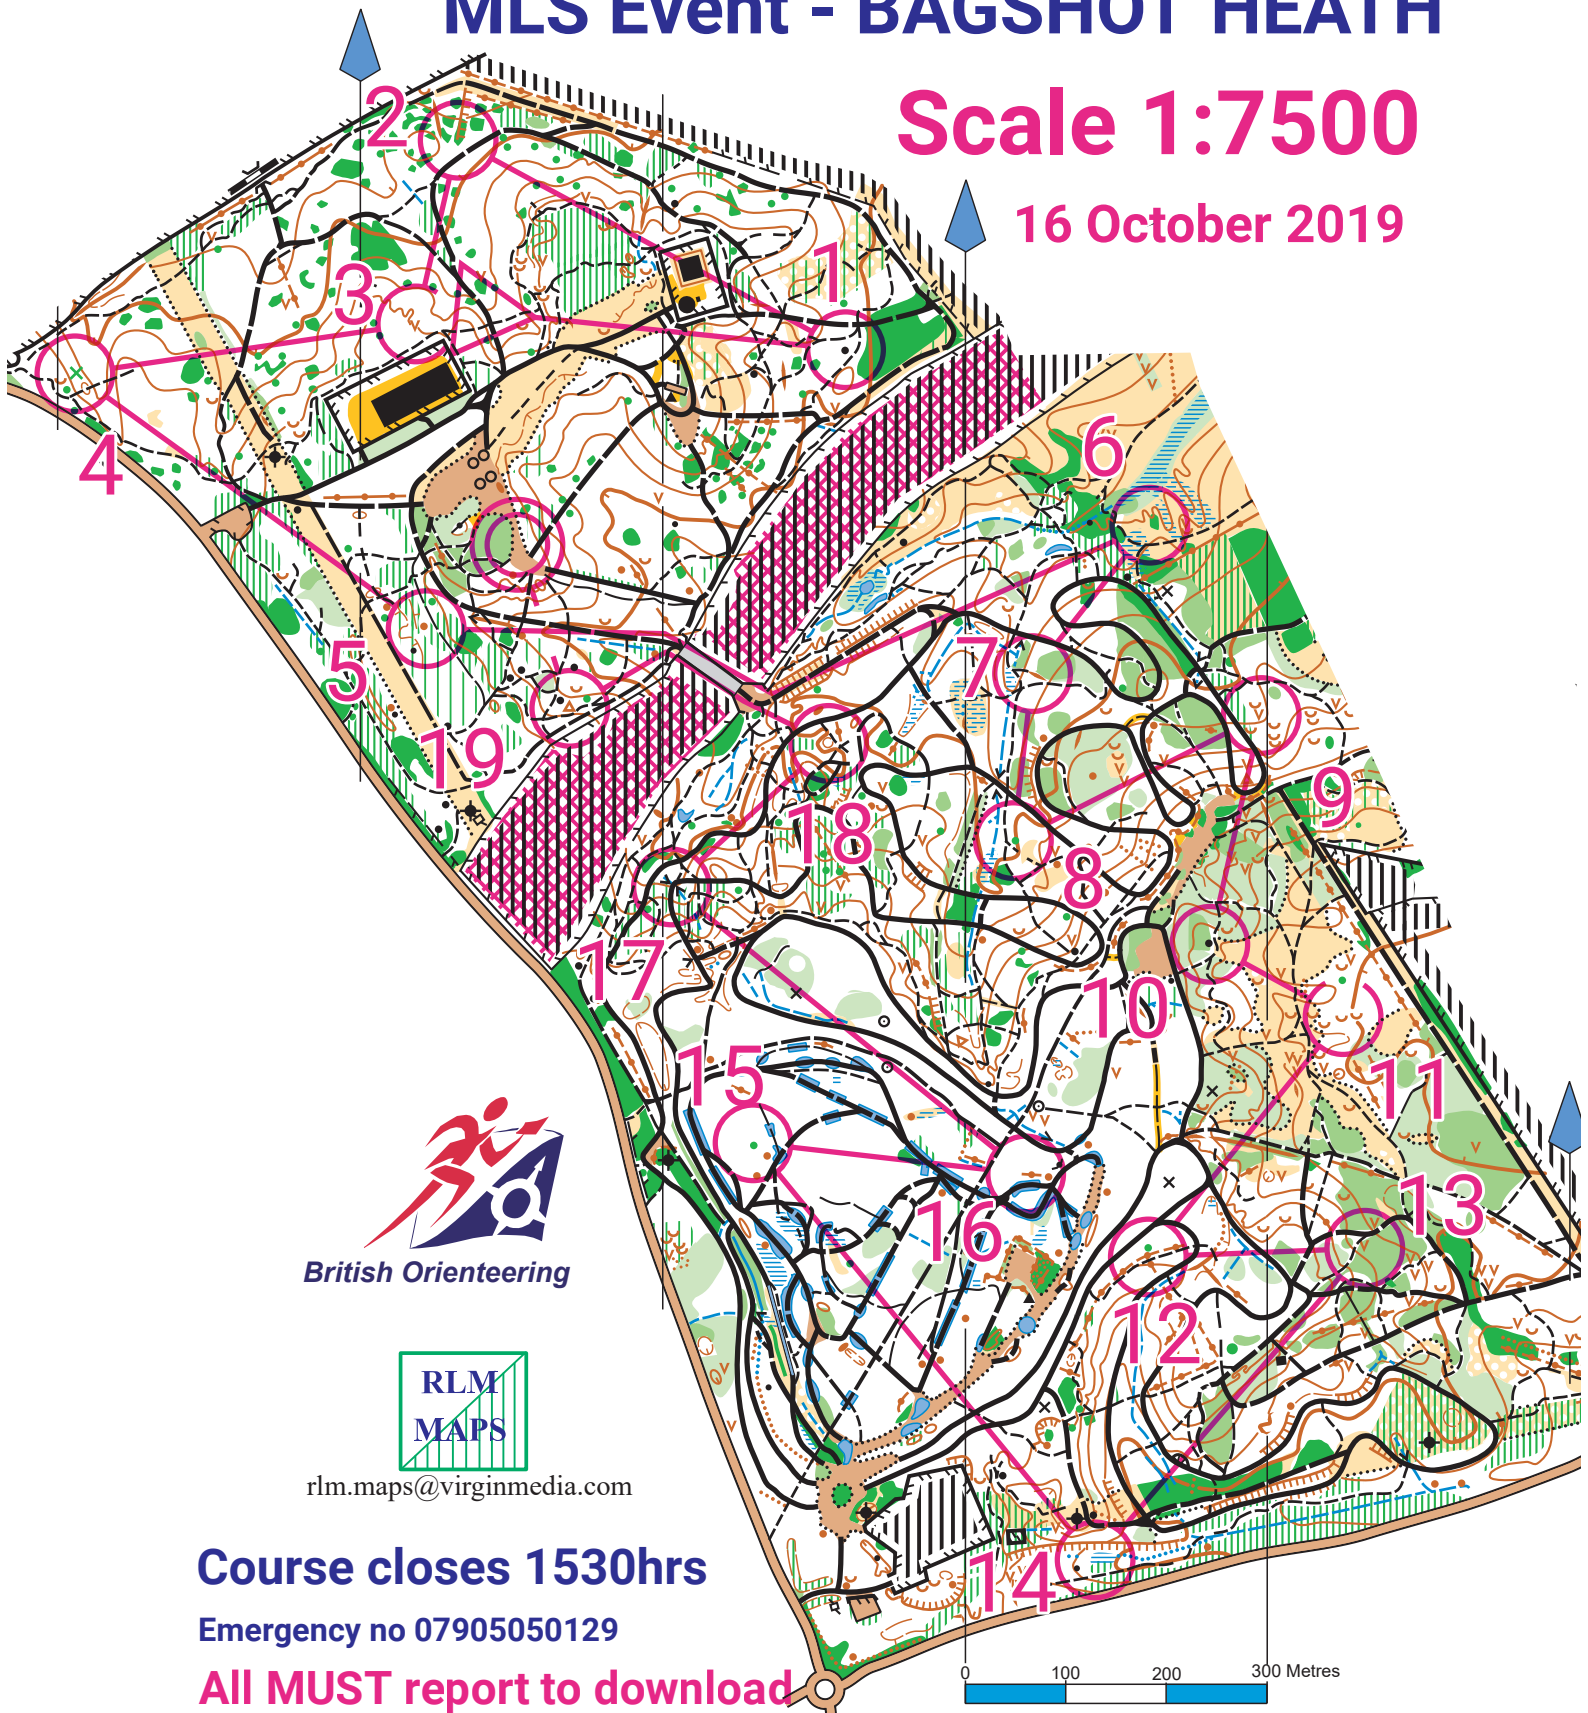 MLS Event - BAGSHOT HEATH
Scale 1:7500
16 October 2019
2
1
3
4
6
5
7
19
9
18
8
17
10
15
11
13
16
12
14
British Orienteering
RLM
MAPS
rlm.maps@virginmedia.com
Course closes 1530hrs
Emergency no 07905050129
All MUST report to download
0 100 200 300 Metres